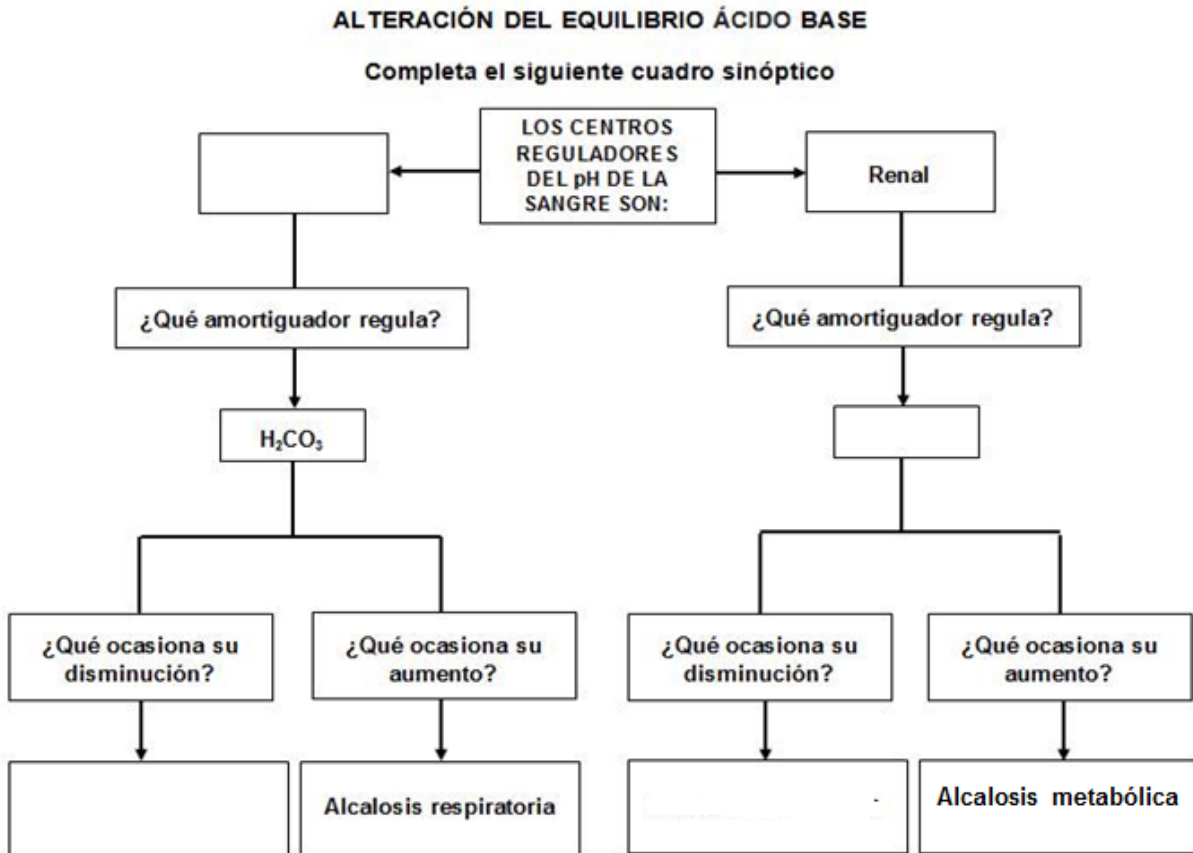 ALTERACIÓN DEL EQUILIBRIO ÁCIDO BASE
Completa el siguiente cuadro sinóptico
LOS CENTROS
REGULADORES
DEL pH DE LA
SANGRE SON:
Renal
¿Qué amortiguador regula?
¿Qué amortiguador regula?
H₂CO₃
¿Qué ocasiona su
disminución?
¿Qué ocasiona su
aumento?
¿Qué ocasiona su
disminución?
¿Qué ocasiona su
aumento?
Alcalosis respiratoria
Alcalosis metabólica